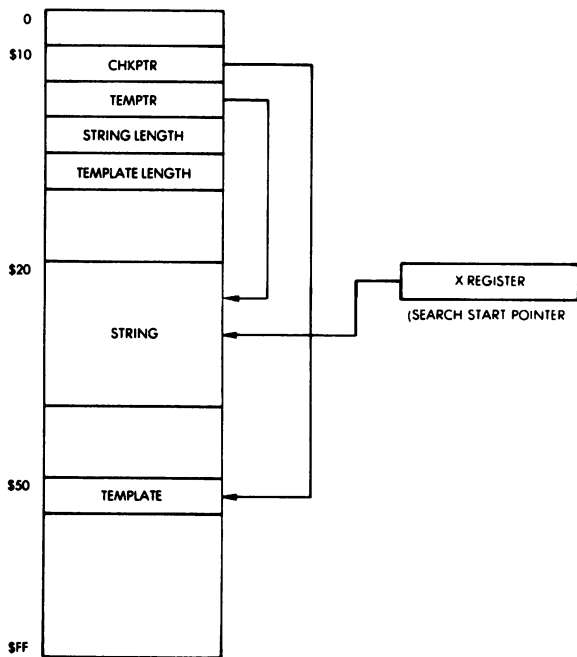 0
$10
CHKPTR
TEMPTR
STRING LENGTH
TEMPLATE LENGTH
$20
X REGISTER
(SEARCH START POINTER
STRING
$50
TEMPLATE
$FF